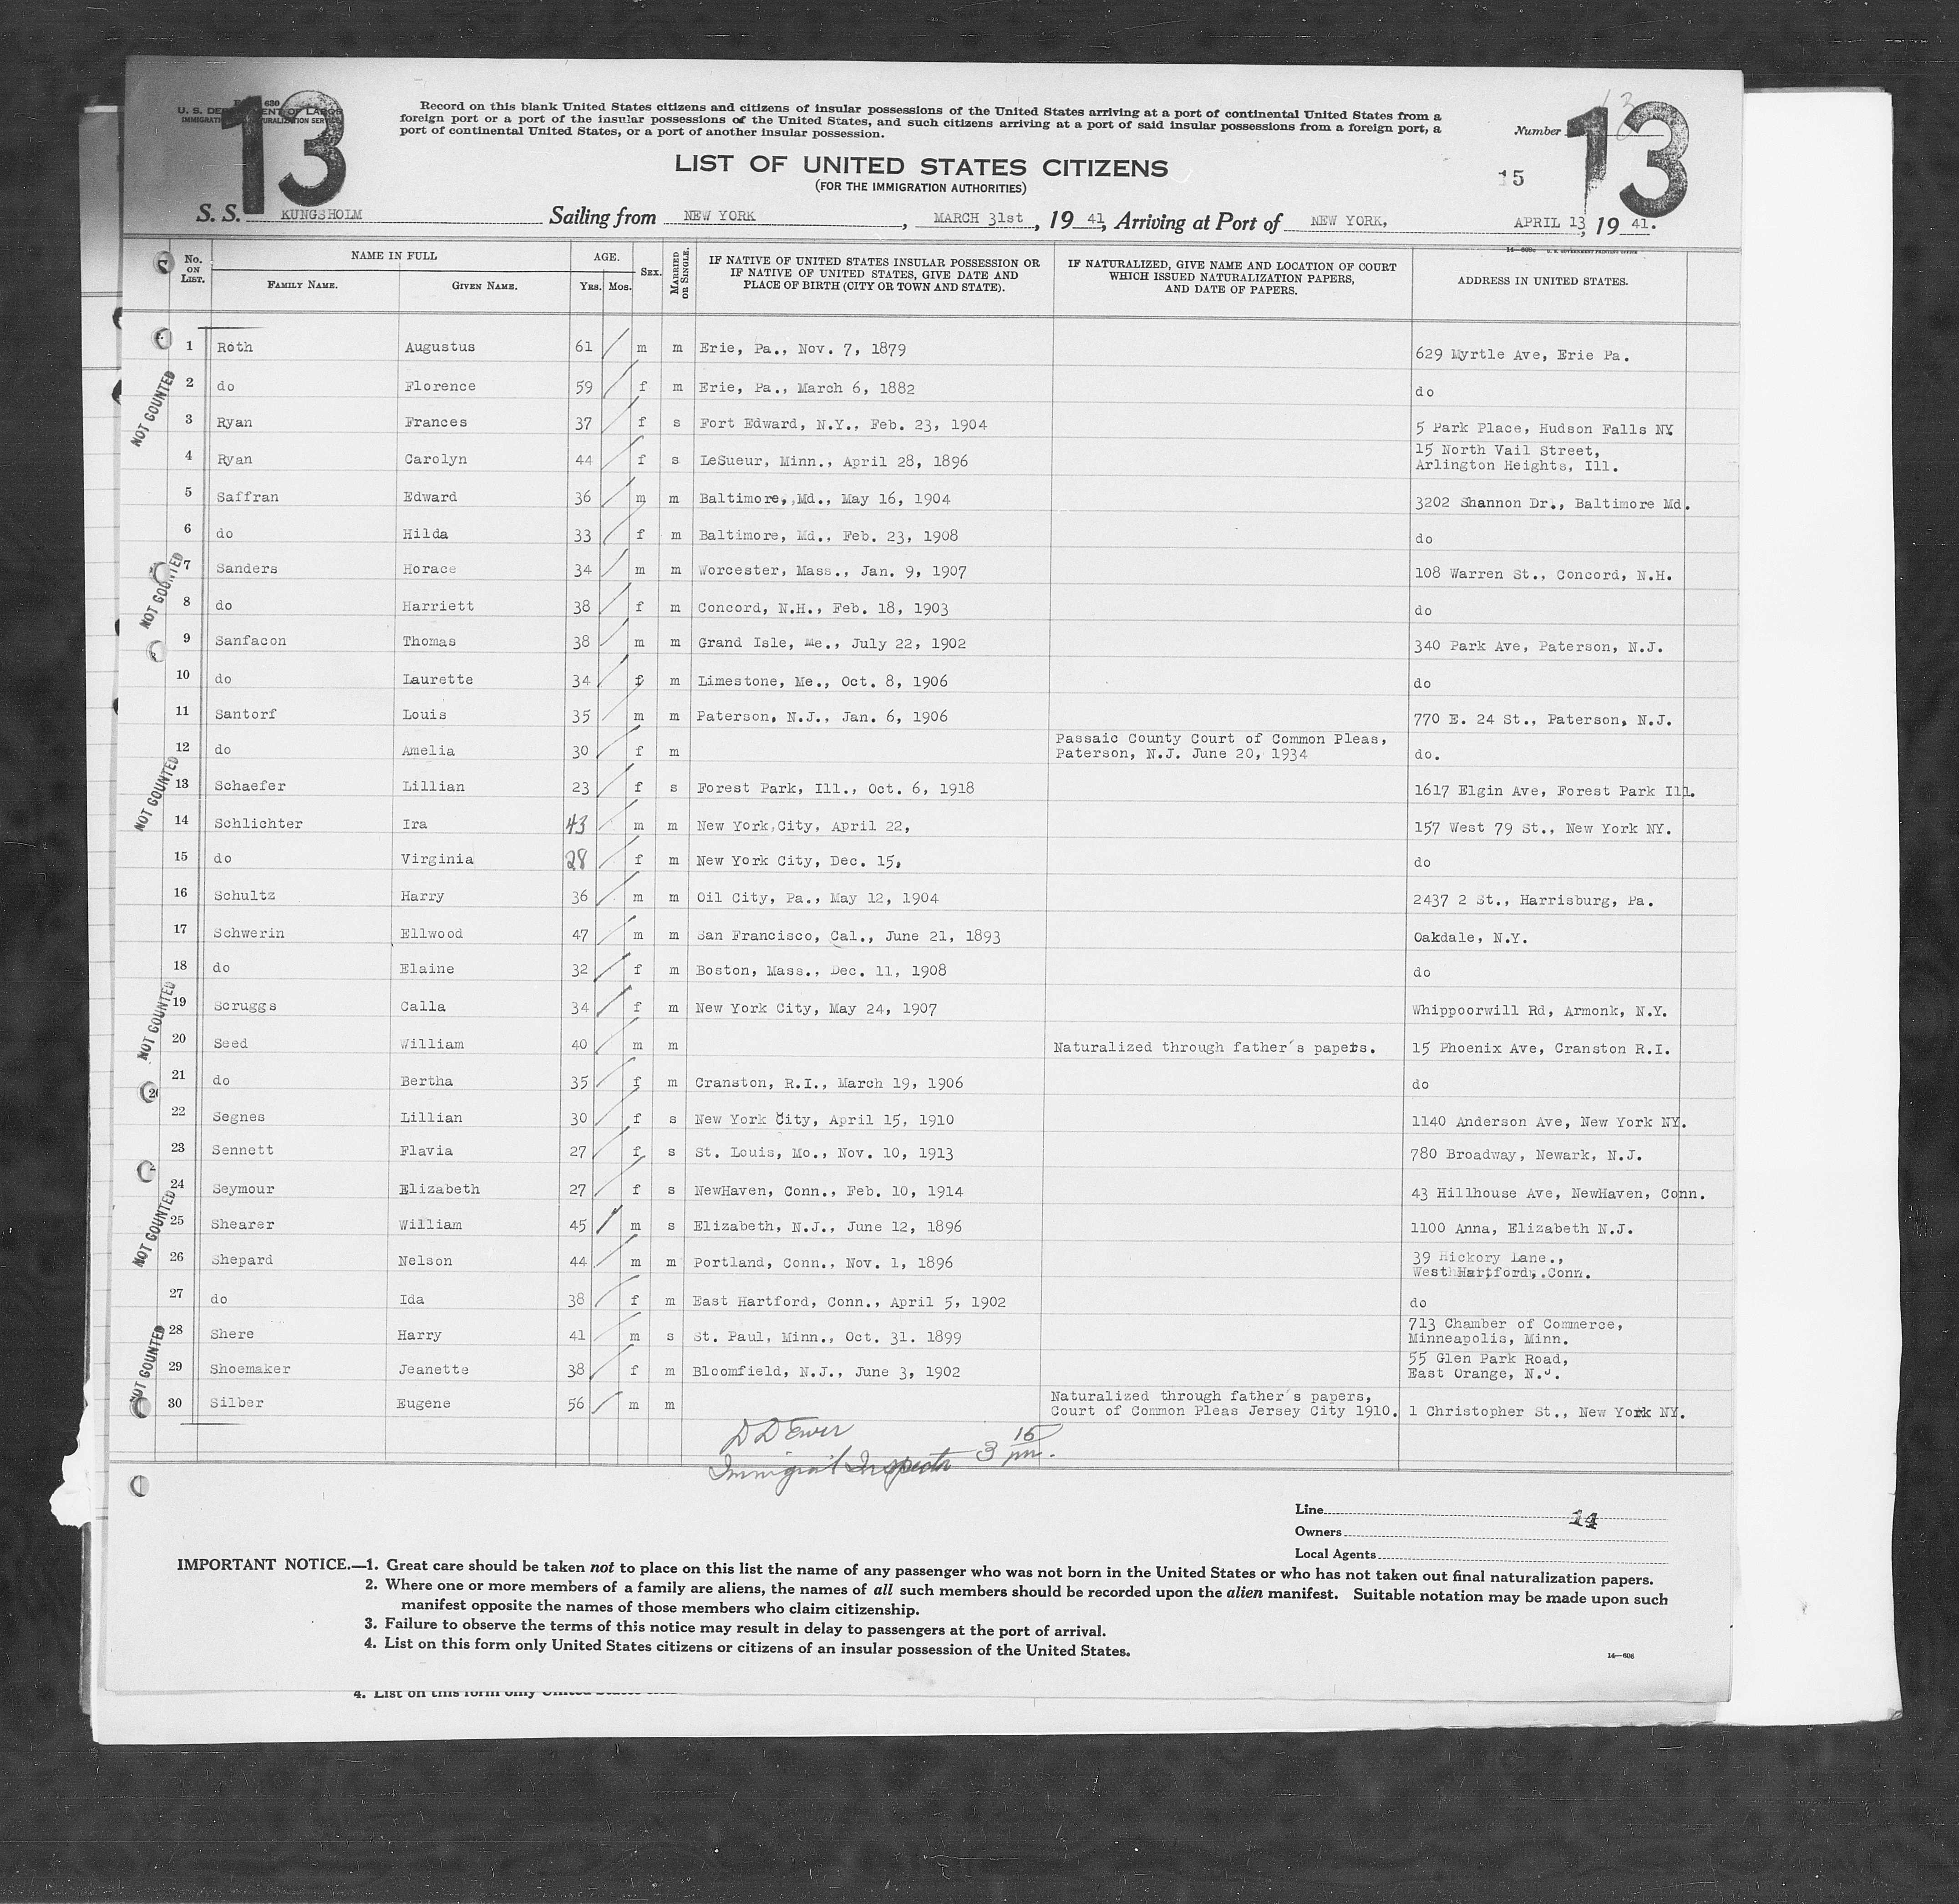 13
630
U. S. DEPARTMENT OF LABOR
IMMIGRATION AND NATURALIZATION SERVICE
Record on this blank United States citizens and citizens of insular possessions of the United States arriving at a port of continental United States from a
foreign port or a port of the insular possessions of the United States, and such citizens arriving at a port of said insular possessions from a foreign port, a
port of continental United States, or a port of another insular possession.
Number 13
13
LIST OF UNITED STATES CITIZENS
(FOR THE IMMIGRATION AUTHORITIES)
15
S. S. KUNGSHOLM Sailing from NEW YORK, MARCH 31st, 19 41, Arriving at Port of NEW YORK, APRIL 13, 19 41.
No. ON LIST. NAME IN FULL FAMILY NAME. GIVEN NAME. AGE. YRS. MOS. SEX. MARRIED OR SINGLE. IF NATIVE OF UNITED STATES INSULAR POSSESSION OR IF NATIVE OF UNITED STATES, GIVE DATE AND PLACE OF BIRTH (CITY OR TOWN AND STATE). IF NATURALIZED, GIVE NAME AND LOCATION OF COURT WHICH ISSUED NATURALIZATION PAPERS, AND DATE OF PAPERS. ADDRESS IN UNITED STATES.
1 Roth Augustus 61 m m Erie, Pa., Nov. 7, 1879 629 Myrtle Ave, Erie Pa.
2 do Florence 59 f m Erie, Pa., March 6, 1882 do
NOT COUNTED
3 Ryan Frances 37 f s Fort Edward, N.Y., Feb. 23, 1904 5 Park Place, Hudson Falls NY
4 Ryan Carolyn 44 f s LeSueur, Minn., April 28, 1896 15 North Vail Street,
Arlington Heights, Ill.
5 Saffran Edward 36 m m Baltimore, Md., May 16, 1904 3202 Shannon Dr., Baltimore Md.
6 do Hilda 33 f m Baltimore, Md., Feb. 23, 1908 do
NOT COUNTED
7 Sanders Horace 34 m m Worcester, Mass., Jan. 9, 1907 108 Warren St., Concord, N.H.
8 do Harriett 38 f m Concord, N.H., Feb. 18, 1903 do
9 Sanfacon Thomas 38 m m Grand Isle, Me., July 22, 1902 340 Park Ave, Paterson, N.J.
10 do Laurette 34 f m Limestone, Me., Oct. 8, 1906 do
11 Santorf Louis 35 m m Paterson, N.J., Jan. 6, 1906 770 E. 24 St., Paterson, N.J.
12 do Amelia 30 f m Passaic County Court of Common Pleas,
Paterson, N.J. June 20, 1934 do.
NOT COUNTED
13 Schaefer Lillian 23 f s Forest Park, Ill., Oct. 6, 1918 1617 Elgin Ave, Forest Park Ill.
14 Schlichter Ira 43 m m New York City, April 22, 157 West 79 St., New York NY.
15 do Virginia 28 f m New York City, Dec. 15, do
16 Schultz Harry 36 m m Oil City, Pa., May 12, 1904 2437 2 St., Harrisburg, Pa.
17 Schwerin Ellwood 47 m m San Francisco, Cal., June 21, 1893 Oakdale, N.Y.
18 do Elaine 32 f m Boston, Mass., Dec. 11, 1908 do
NOT COUNTED
19 Scruggs Calla 34 f m New York City, May 24, 1907 Whippoorwill Rd, Armonk, N.Y.
20 Seed William 40 m m Naturalized through father's papers. 15 Phoenix Ave, Cranston R.I.
21 do Bertha 35 f m Cranston, R.I., March 19, 1906 do
22 Segnes Lillian 30 f s New York City, April 15, 1910 1140 Anderson Ave, New York NY.
23 Sennett Flavia 27 f s St. Louis, Mo., Nov. 10, 1913 780 Broadway, Newark, N.J.
24 Seymour Elizabeth 27 f s NewHaven, Conn., Feb. 10, 1914 43 Hillhouse Ave, NewHaven, Conn.
NOT COUNTED
25 Shearer William 45 m s Elizabeth, N.J., June 12, 1896 1100 Anna, Elizabeth N.J.
26 Shepard Nelson 44 m m Portland, Conn., Nov. 1, 1896 39 Hickory Lane.,
West Hartford, Conn.
27 do Ida 38 f m East Hartford, Conn., April 5, 1902 do
28 Shere Harry 41 m s St. Paul, Minn., Oct. 31. 1899 713 Chamber of Commerce,
Minneapolis, Minn.
NOT COUNTED
29 Shoemaker Jeanette 38 f m Bloomfield, N.J., June 3, 1902 55 Glen Park Road,
East Orange, N.J.
30 Silber Eugene 56 m m Naturalized through father's papers,
Court of Common Pleas Jersey City 1910. 1 Christopher St., New York NY.
Immigrant Inspector 3 15 pm.
Line 14
Owners
Local Agents
IMPORTANT NOTICE.—1. Great care should be taken not to place on this list the name of any passenger who was not born in the United States or who has not taken out final naturalization papers.
2. Where one or more members of a family are aliens, the names of all such members should be recorded upon the alien manifest. Suitable notation may be made upon such
manifest opposite the names of those members who claim citizenship.
3. Failure to observe the terms of this notice may result in delay to passengers at the port of arrival.
4. List on this form only United States citizens or citizens of an insular possession of the United States.
14—606
4. List on this form only United States